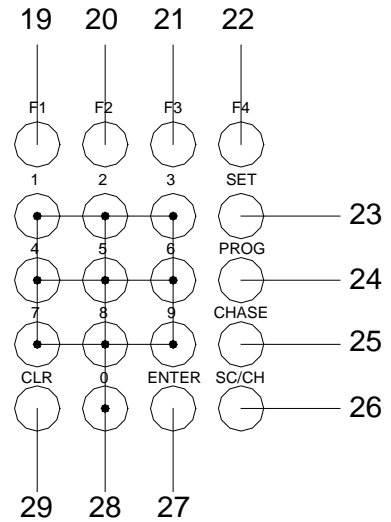 19 20 21 22
F1 F2 F3 F4
1 2 3 SET
23
4 5 6 PROG
24
7 8 9 CHASE
25
CLR 0 ENTER SC/CH
26
29 28 27